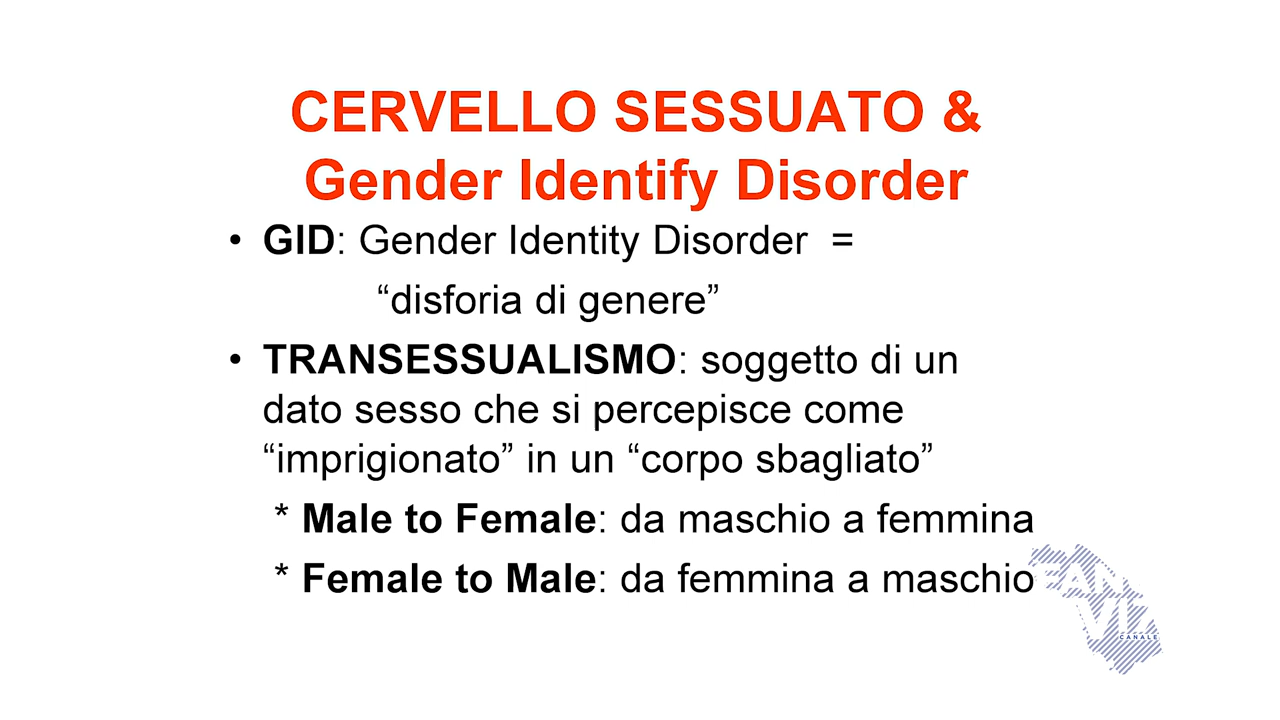 CERVELLO SESSUATO &
Gender Identify Disorder
• GID: Gender Identity Disorder =
“disforia di genere”
• TRANSESSUALISMO: soggetto di un
dato sesso che si percepisce come
“imprigionato” in un “corpo sbagliato”
* Male to Female: da maschio a femmina
* Female to Male: da femmina a maschio
CANALE